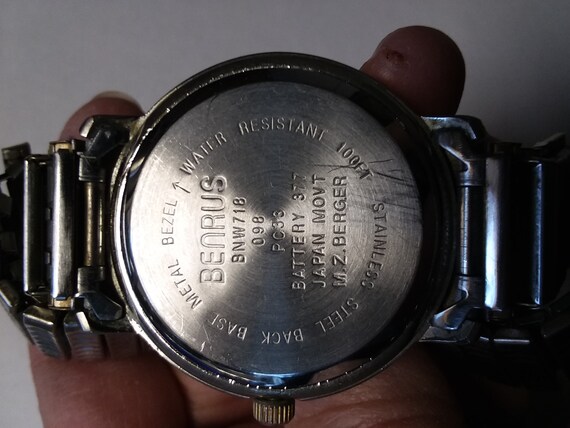 WATER RESISTANT 100FT STAINLESS STEEL BACK BASE METAL BEZEL ↑
BENRUS
BNW718
098
PC33
BATTERY 377
JAPAN MOVT
M.Z. BERGER